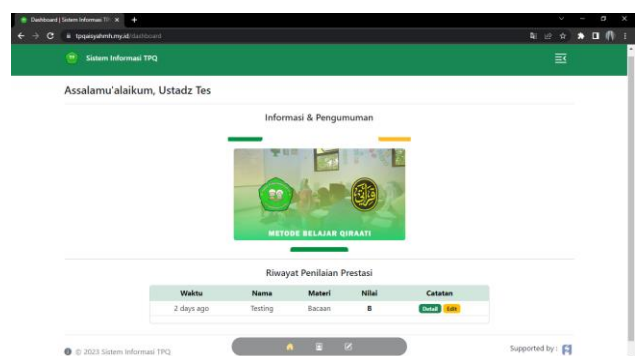 Dashboard | Sistem Informasi TP
tpqaisyahmh.my.id/dashboard
Sistem Informasi TPQ
Assalamu'alaikum, Ustadz Tes
Informasi & Pengumuman
METODE BELAJAR QIRAATI
Riwayat Penilaian Prestasi
Waktu Nama Materi Nilai Catatan
2 days ago Testing Bacaan B Detail Edit
© 2023 Sistem Informasi TPQ
Supported by :